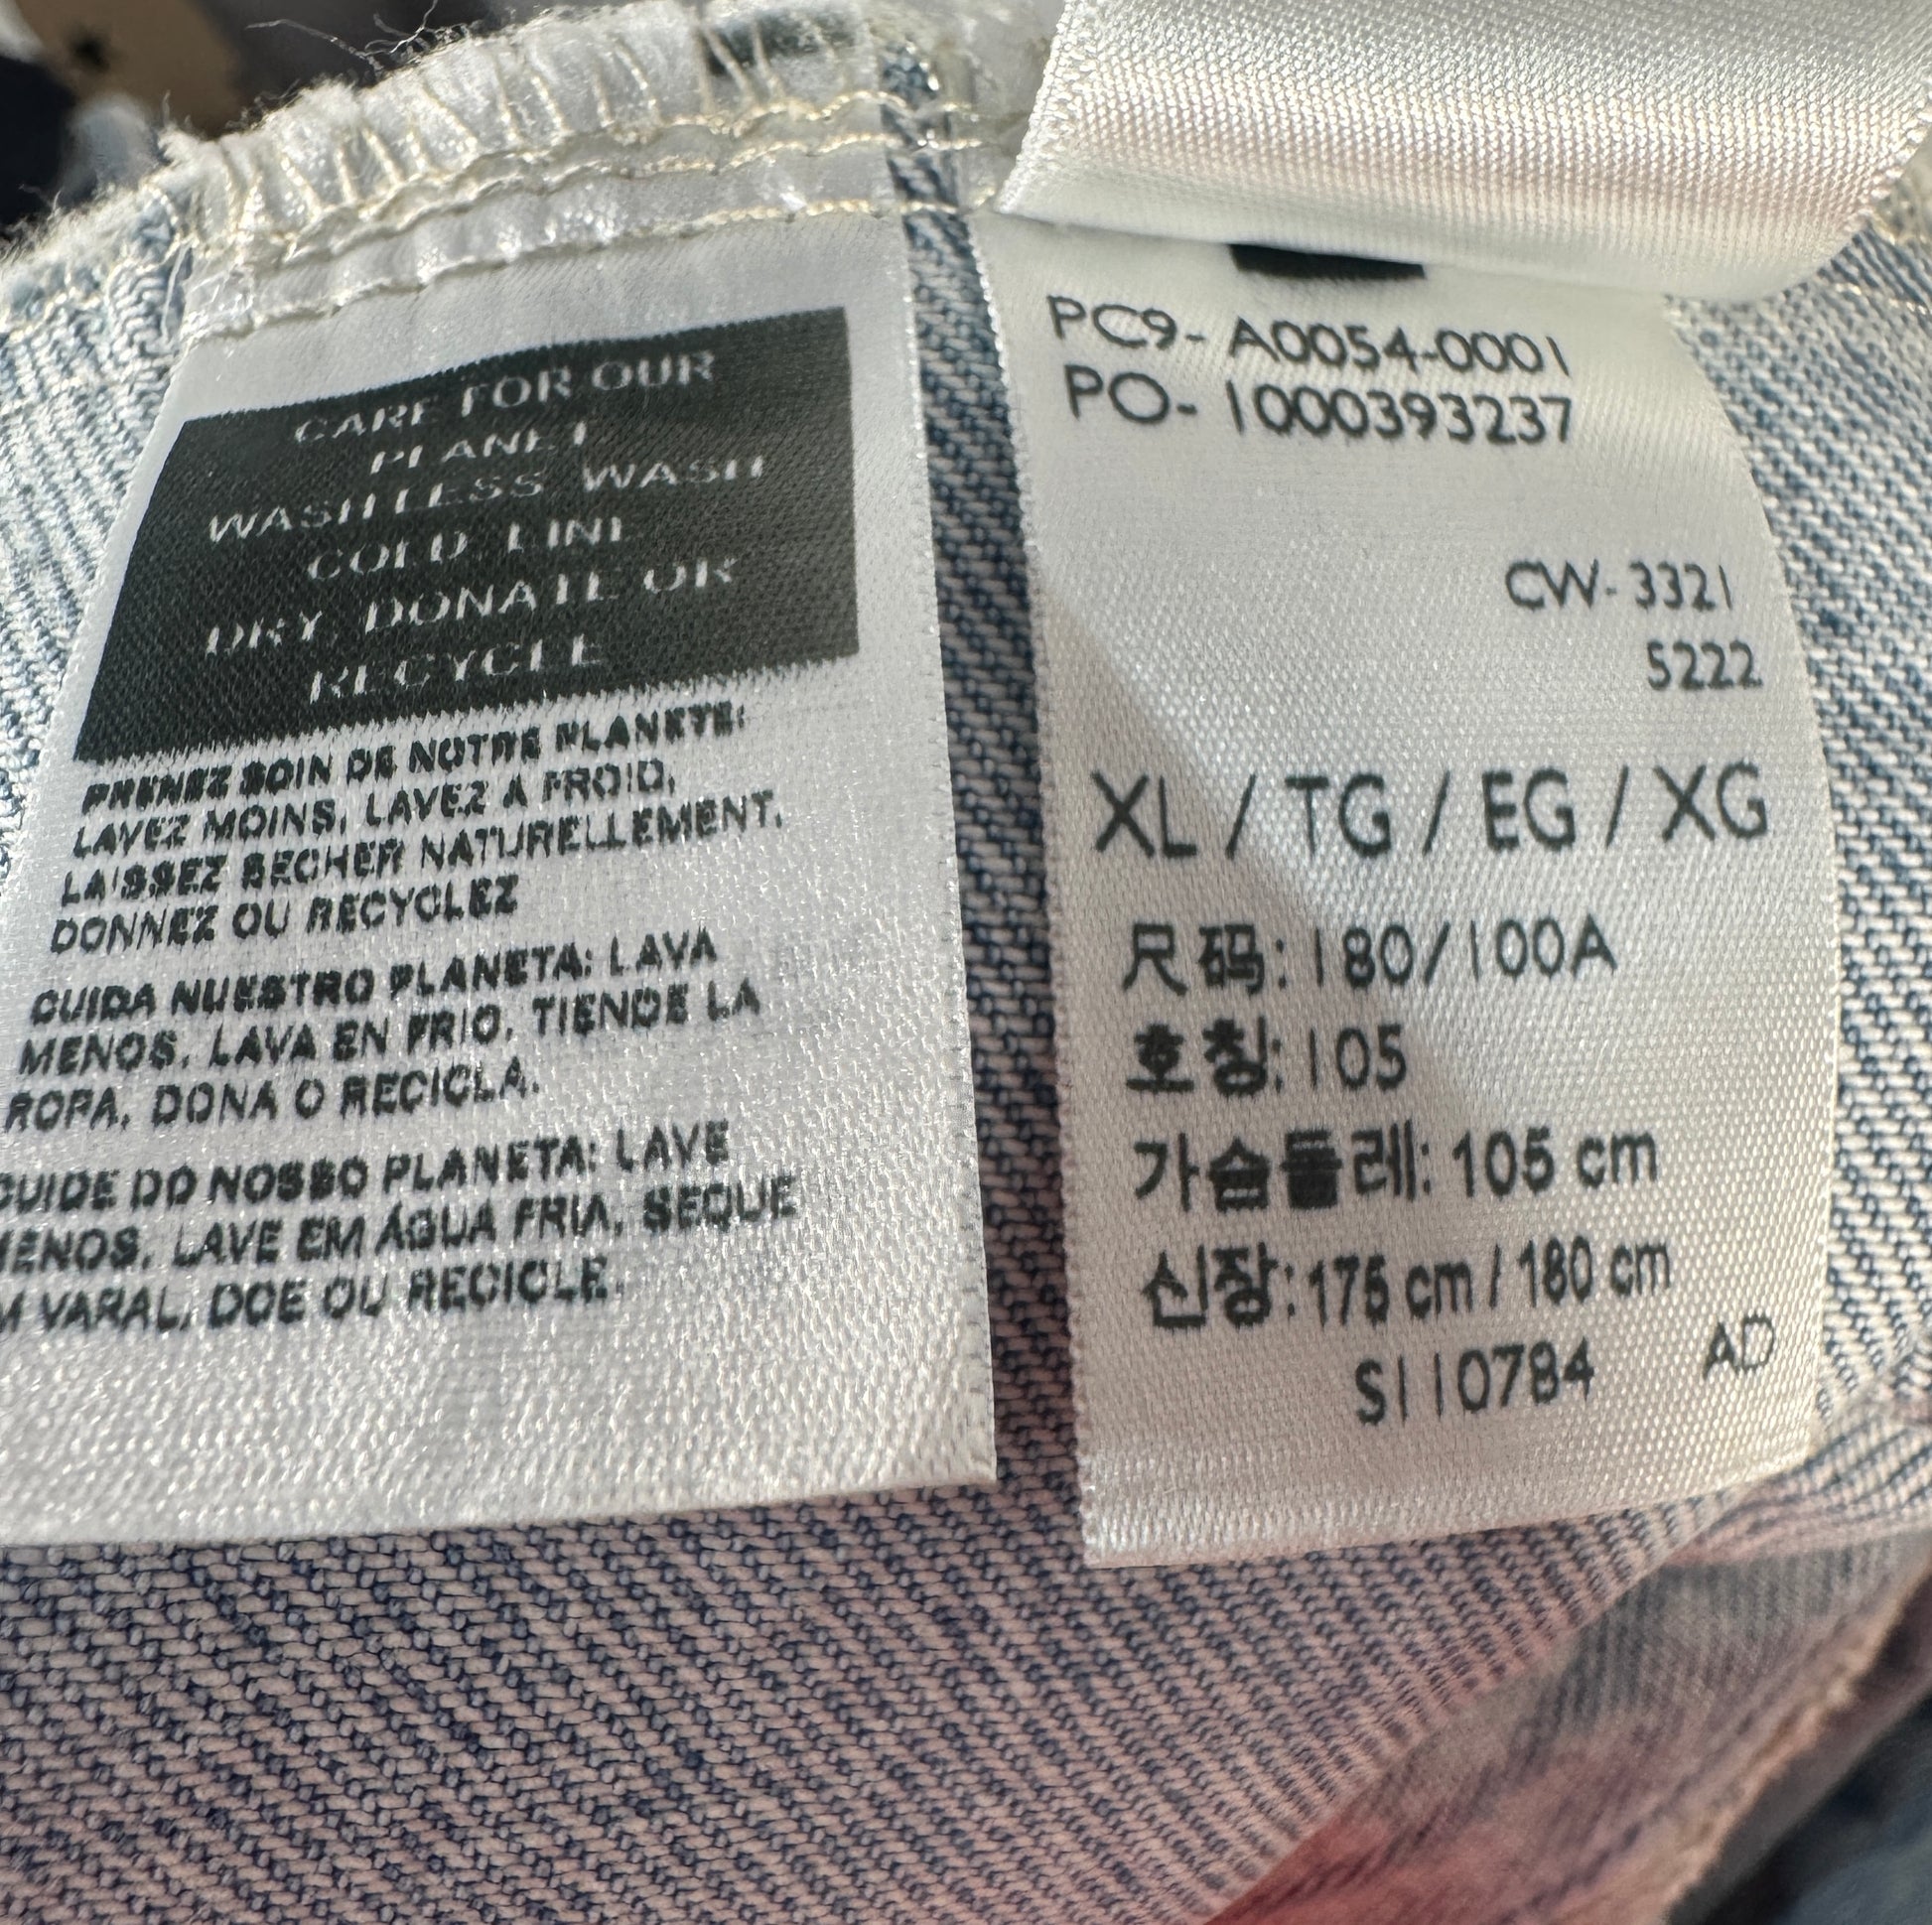 CARE FOR OUR
PLANET
WASH LESS, WASH
COLD, LINE
DRY, DONATE OR
RECYCLE
PRENEZ SOIN DE NOTRE PLANETE:
LAVEZ MOINS, LAVEZ A FROID,
LAISSEZ SECHER NATURELLEMENT,
DONNEZ OU RECYCLEZ
CUIDA NUESTRO PLANETA: LAVA
MENOS, LAVA EN FRIO, TIENDE LA
ROPA, DONA O RECICLA.
CUIDE DO NOSSO PLANETA: LAVE
MENOS, LAVE EM ÁGUA FRIA, SEQUE
M VARAL, DOE OU RECICLE.
PC9- A0054-0001
PO- 1000393237
CW- 3321
5222
XL / TG / EG / XG
尺码: 180/100A
호칭: 105
가슴둘레: 105 cm
신장: 175 cm / 180 cm
S110784 AD